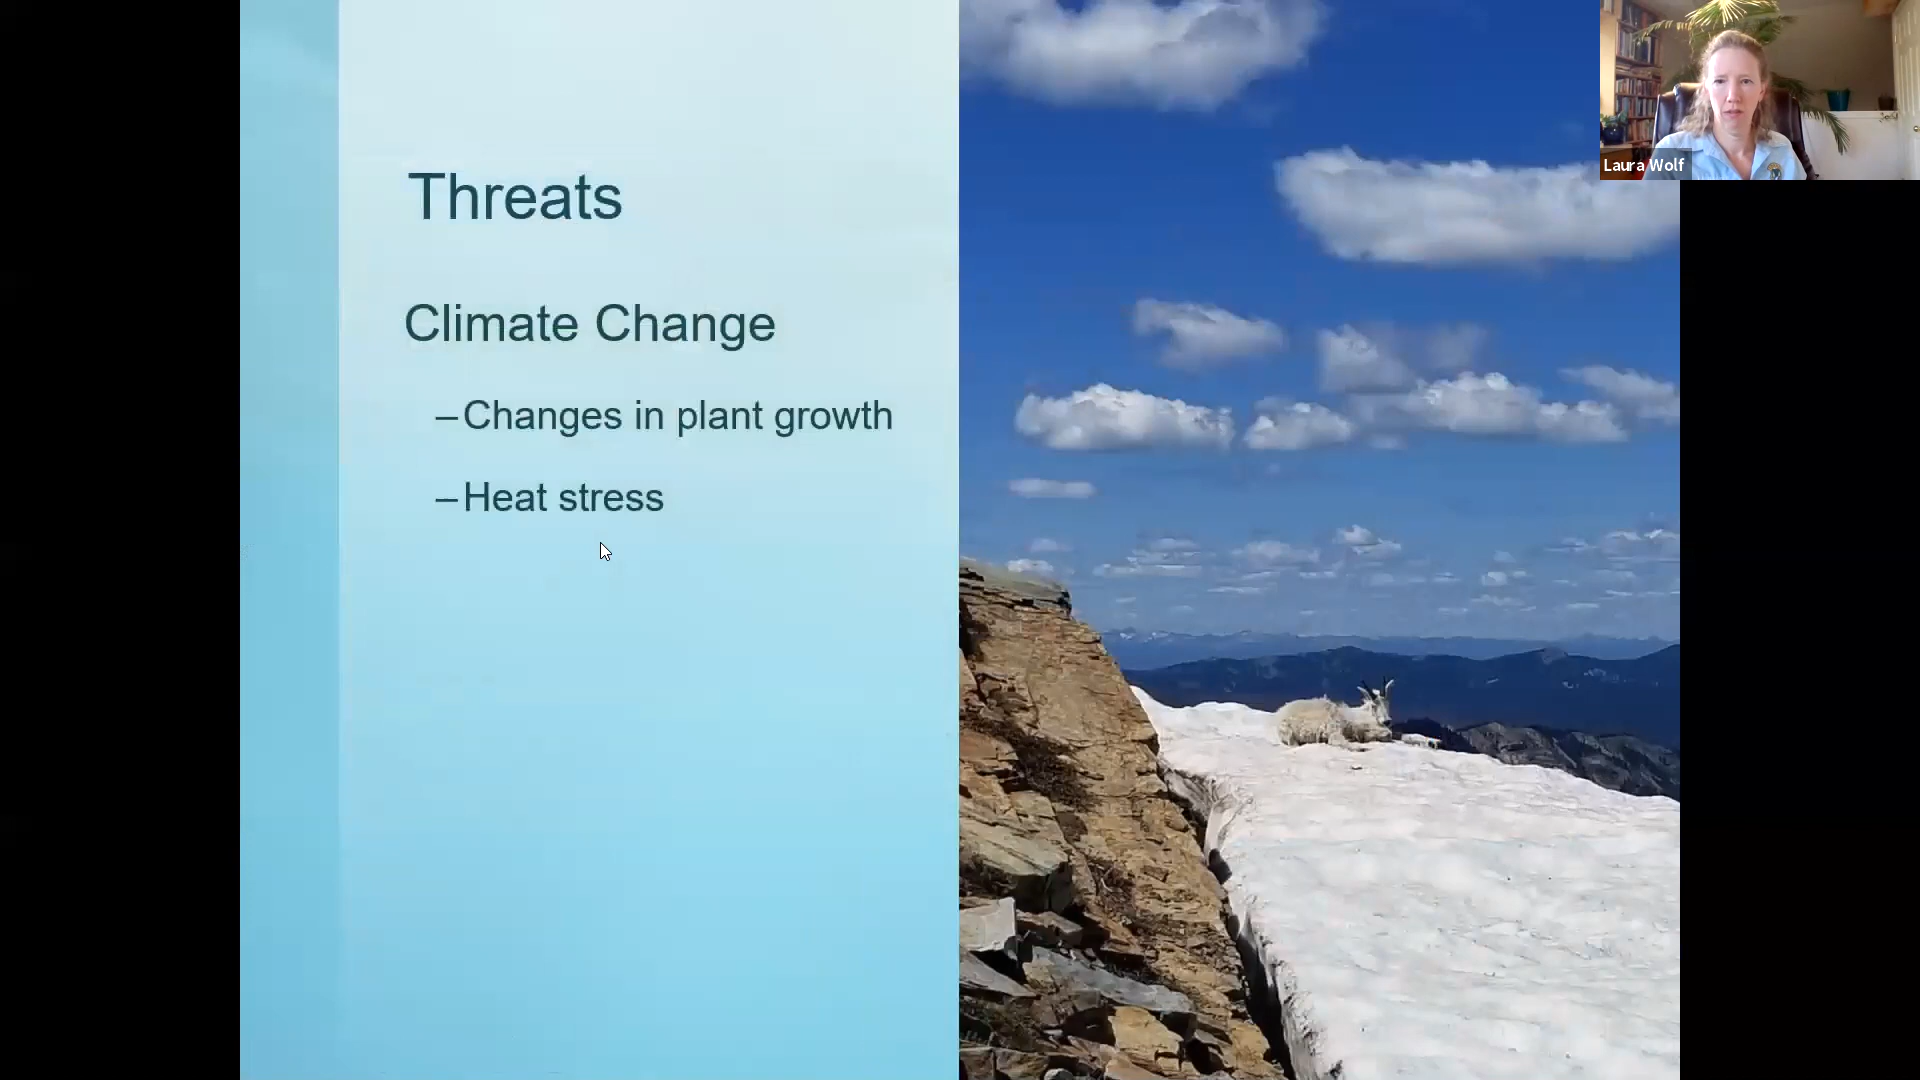 Threats
Climate Change
–Changes in plant growth
–Heat stress
Laura Wolf